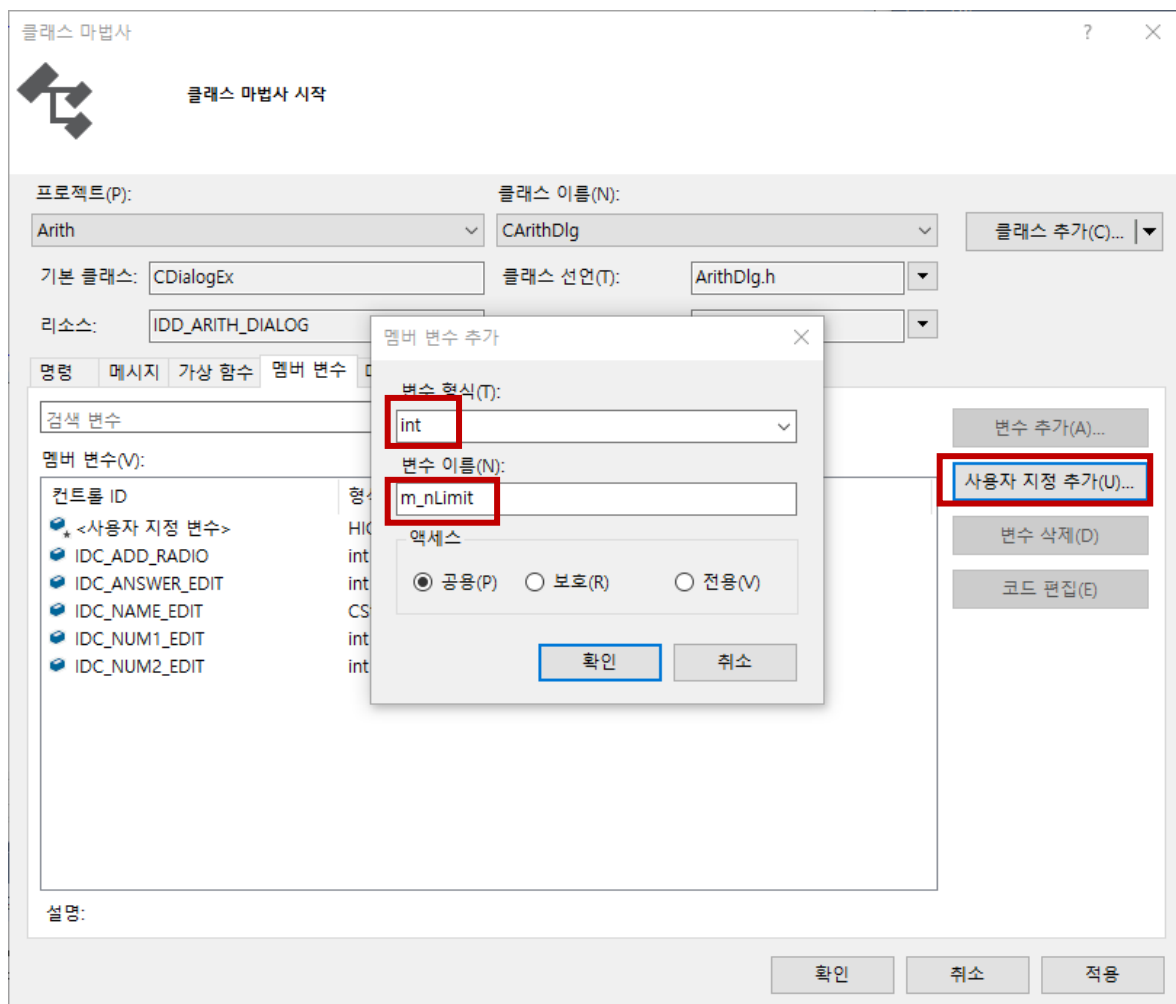 클래스 마법사
클래스 마법사 시작
프로젝트(P):
클래스 이름(N):
Arith
CArithDlg
클래스 추가(C)...
기본 클래스:
CDialogEx
클래스 선언(T):
ArithDlg.h
리소스:
IDD_ARITH_DIALOG
명령
메시지
가상 함수
멤버 변수
검색 변수
멤버 변수(V):
컨트롤 ID
<사용자 지정 변수>
IDC_ADD_RADIO
int
IDC_ANSWER_EDIT
int
IDC_NAME_EDIT
IDC_NUM1_EDIT
int
IDC_NUM2_EDIT
int
멤버 변수 추가
변수 형식(T):
int
변수 이름(N):
m_nLimit
액세스
공용(P)
보호(R)
전용(V)
확인
취소
변수 추가(A)...
사용자 지정 추가(U)...
변수 삭제(D)
코드 편집(E)
설명:
확인
취소
적용